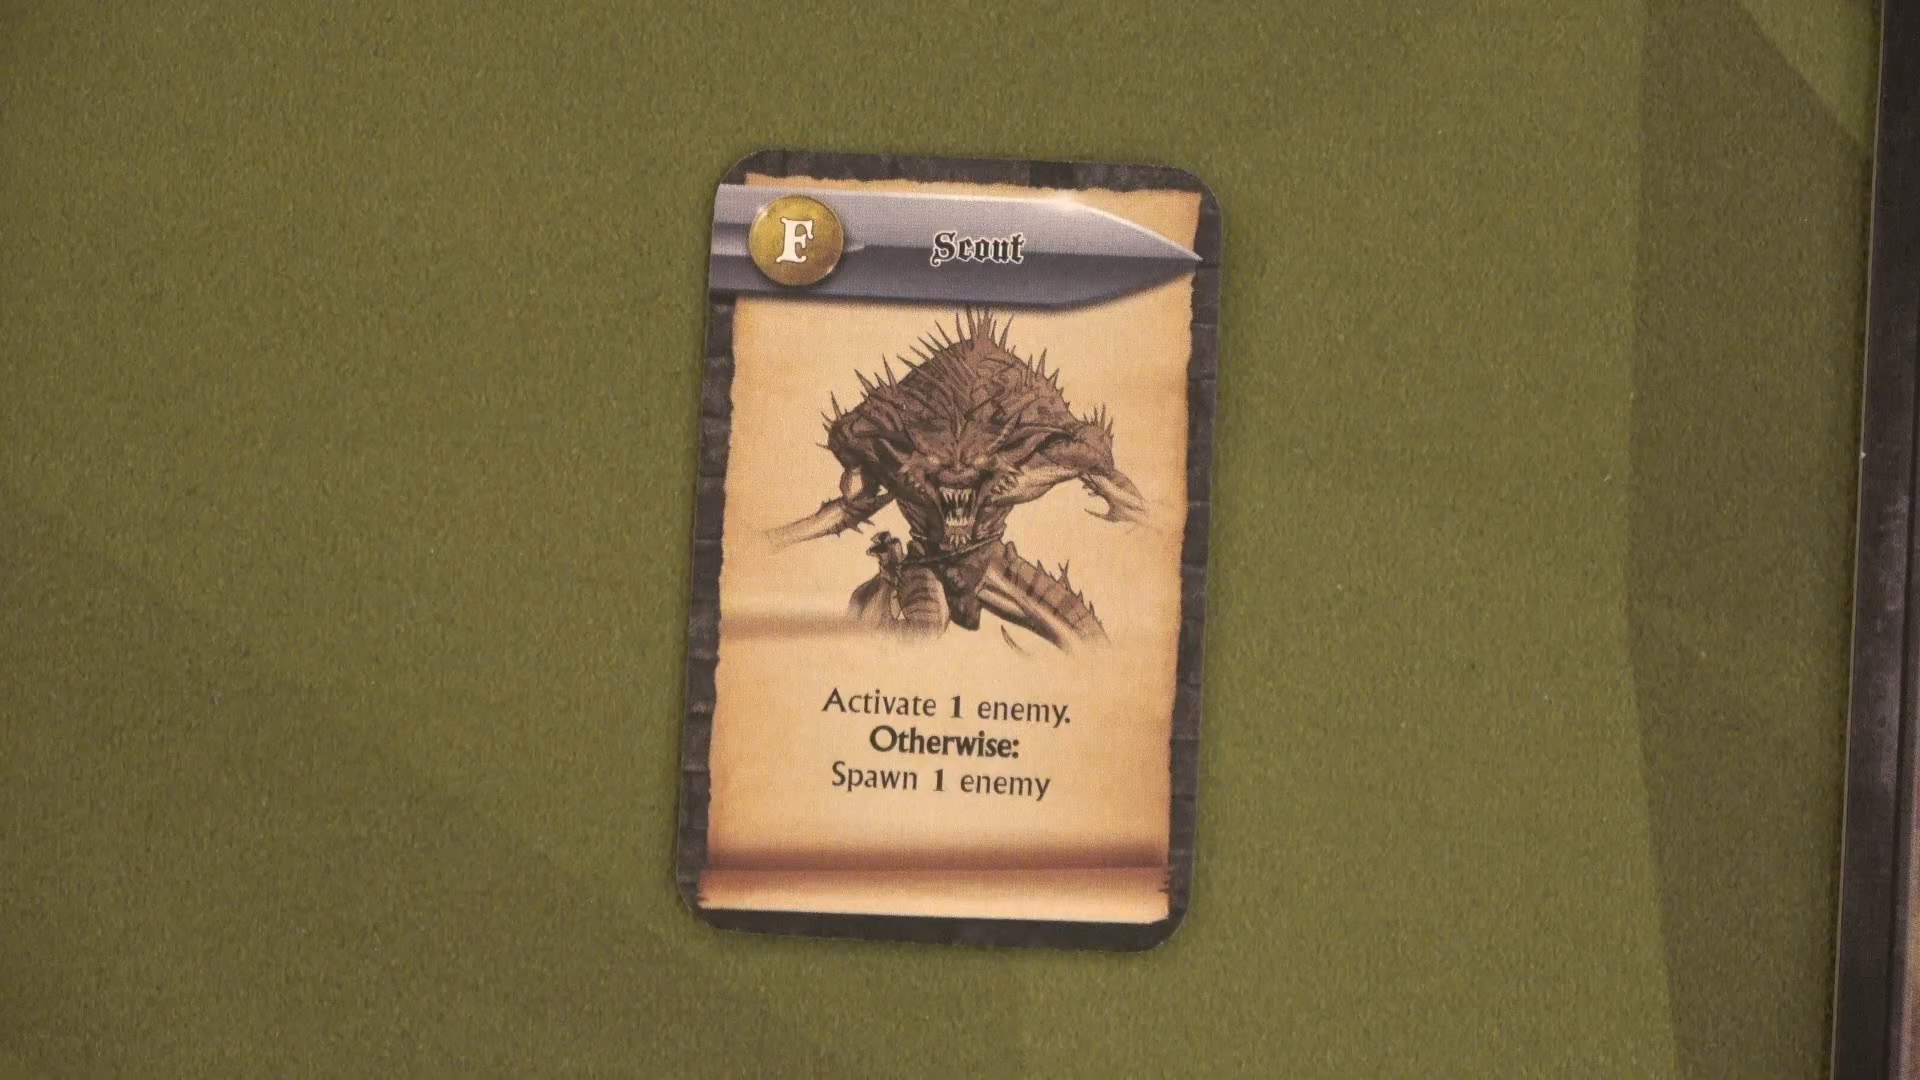 F
Scout
Activate 1 enemy.
Otherwise:
Spawn 1 enemy